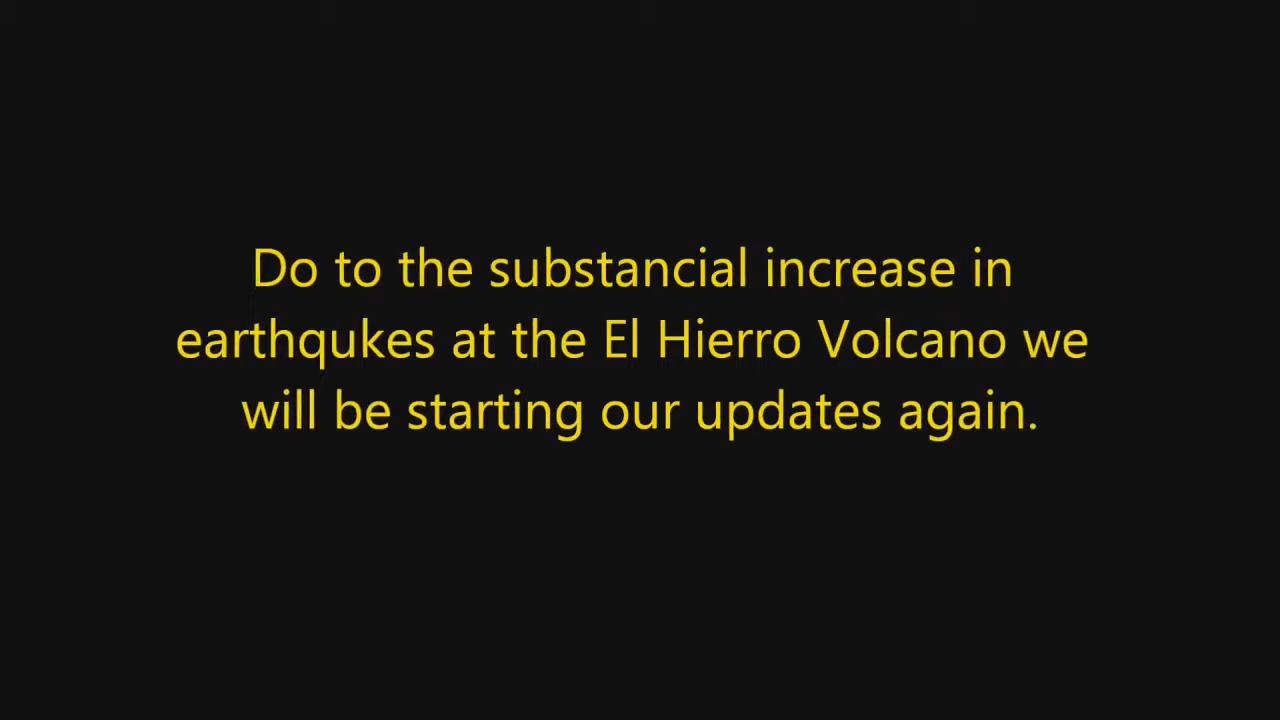 Do to the substancial increase in
earthqukes at the El Hierro Volcano we
will be starting our updates again.